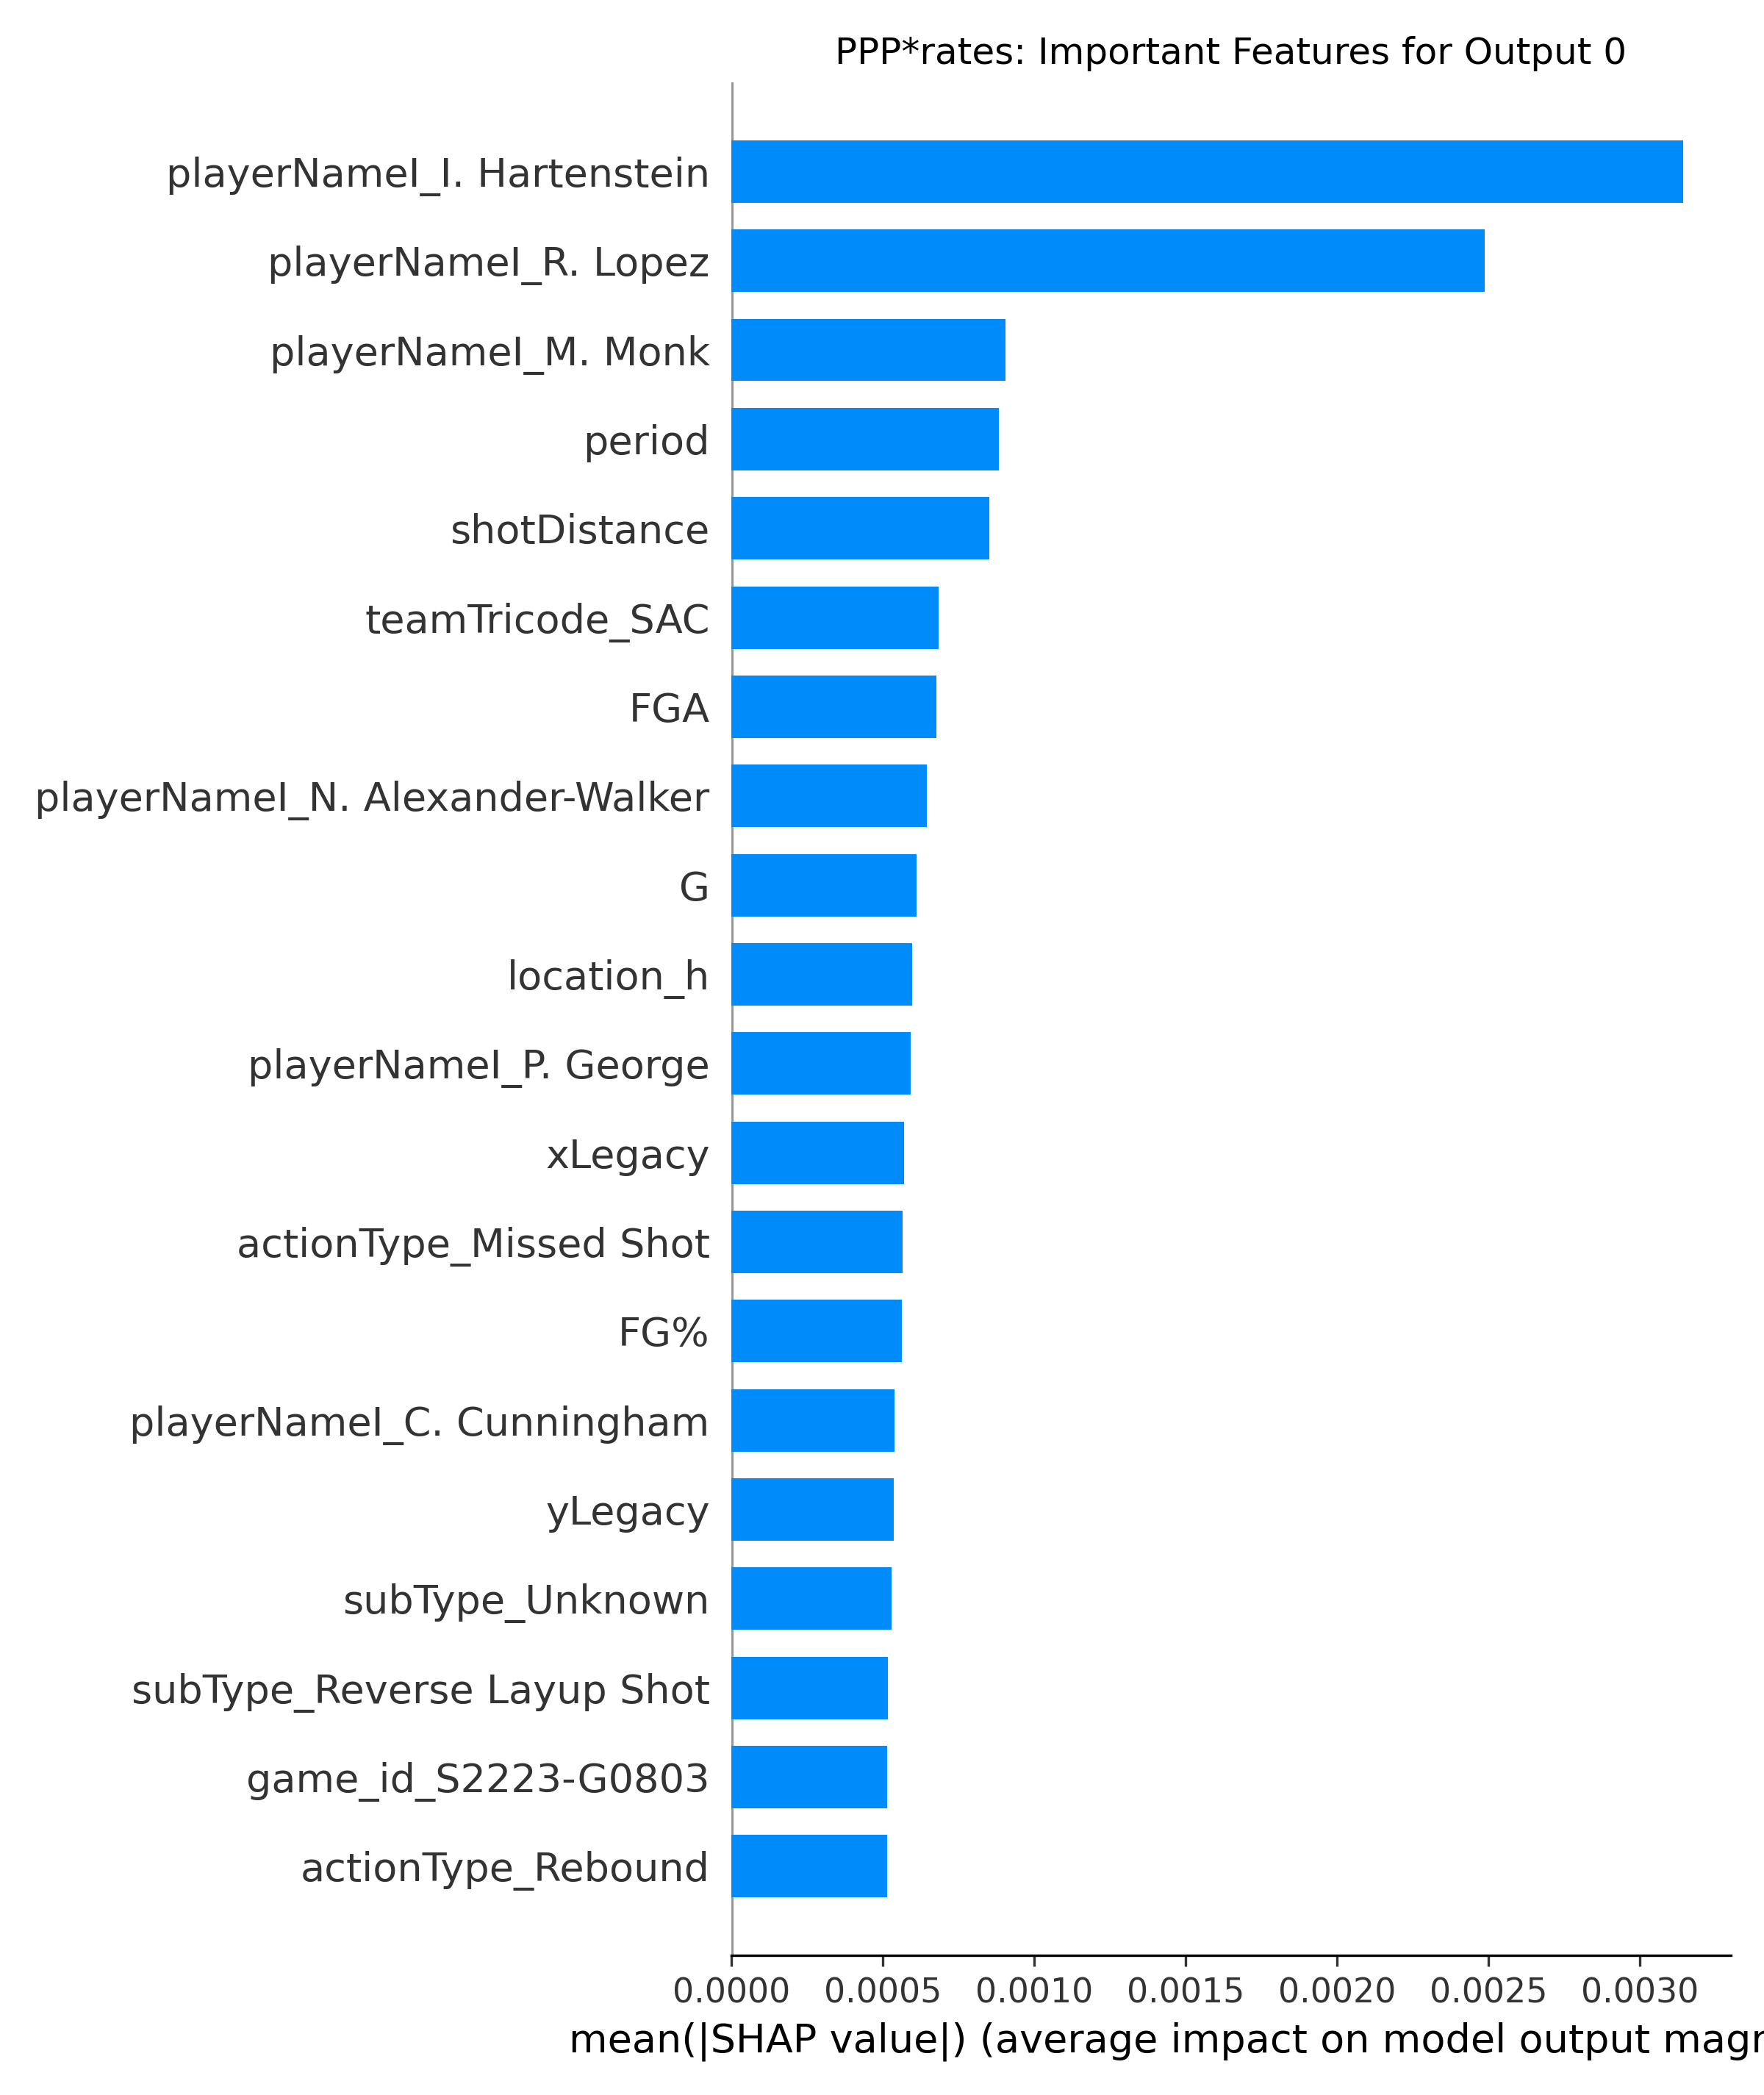 PPP*rates: Important Features for Output 0
playerNameI_I. Hartenstein
playerNameI_R. Lopez
playerNameI_M. Monk
period
shotDistance
teamTricode_SAC
FGA
playerNameI_N. Alexander-Walker
G
location_h
playerNameI_P. George
xLegacy
actionType_Missed Shot
FG%
playerNameI_C. Cunningham
yLegacy
subType_Unknown
subType_Reverse Layup Shot
game_id_S2223-G0803
actionType_Rebound
0.0000 0.0005 0.0010 0.0015 0.0020 0.0025 0.0030
mean(|SHAP value|) (average impact on model output magn